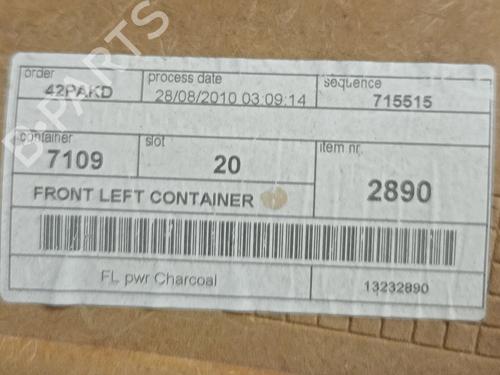 order
42PAKD
process date
28/08/2010 03:09:14
sequence
715515
container
7109
slot
20
item nr.
2890
FRONT LEFT CONTAINER
FL pwr Charcoal
13232890
B-PARTS